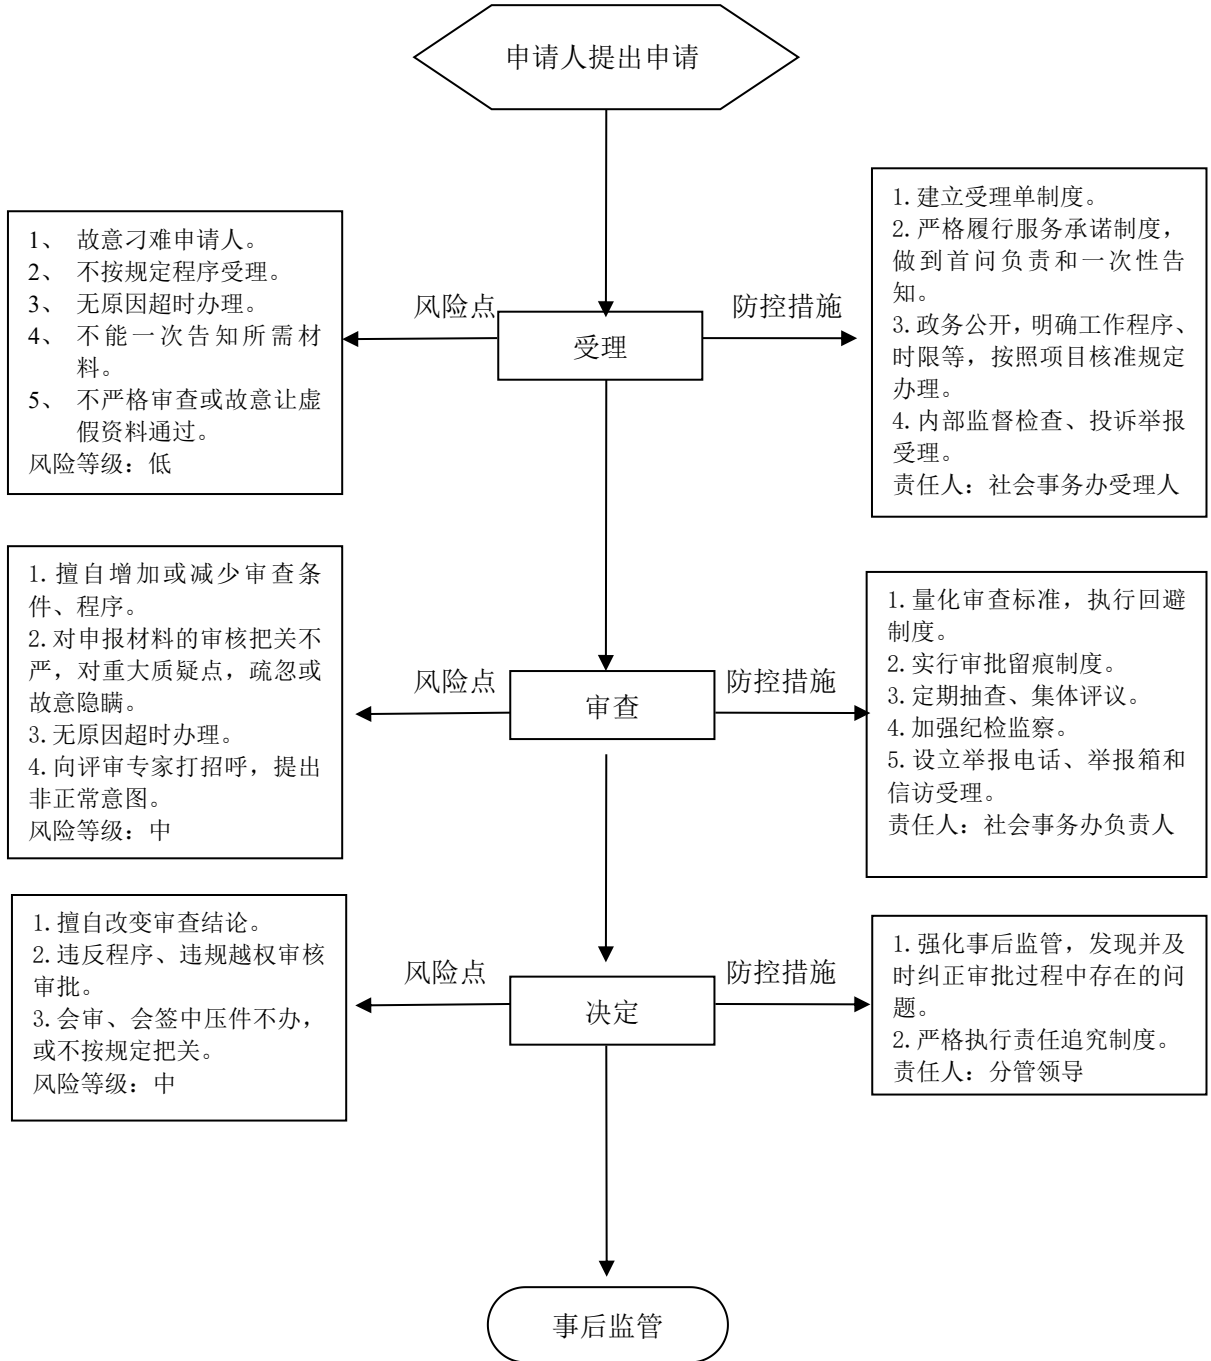 申请人提出申请
1、 故意刁难申请人。
2、 不按规定程序受理。
3、 无原因超时办理。
4、 不能一次告知所需材
料。
5、 不严格审查或故意让虚
假资料通过。
风险等级：低
风险点
受理
防控措施
1.建立受理单制度。
2.严格履行服务承诺制度，
做到首问负责和一次性告
知。
3.政务公开，明确工作程序、
时限等，按照项目核准规定
办理。
4.内部监督检查、投诉举报
受理。
责任人：社会事务办受理人
1.擅自增加或减少审查条
件、程序。
2.对申报材料的审核把关不
严，对重大质疑点，疏忽或
故意隐瞒。
3.无原因超时办理。
4.向评审专家打招呼，提出
非正常意图。
风险等级：中
风险点
审查
防控措施
1.量化审查标准，执行回避
制度。
2.实行审批留痕制度。
3.定期抽查、集体评议。
4.加强纪检监察。
5.设立举报电话、举报箱和
信访受理。
责任人：社会事务办负责人
1.擅自改变审查结论。
2.违反程序、违规越权审核
审批。
3.会审、会签中压件不办，
或不按规定把关。
风险等级：中
风险点
决定
防控措施
1.强化事后监管，发现并及
时纠正审批过程中存在的问
题。
2.严格执行责任追究制度。
责任人：分管领导
事后监管